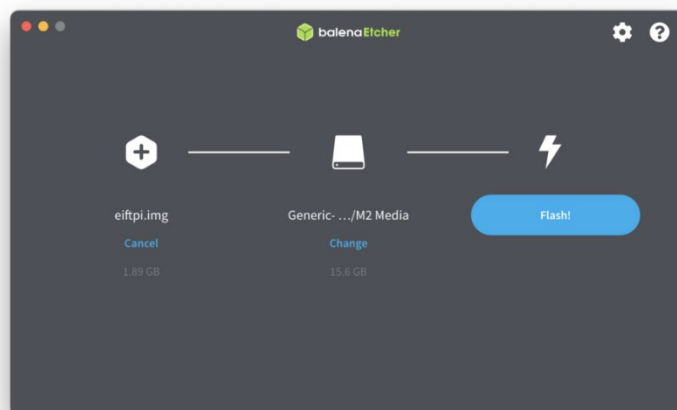 balenaEtcher
eiftpi.img
Generic- .../M2 Media
Flash!
Cancel
Change
1.89 GB
15.6 GB